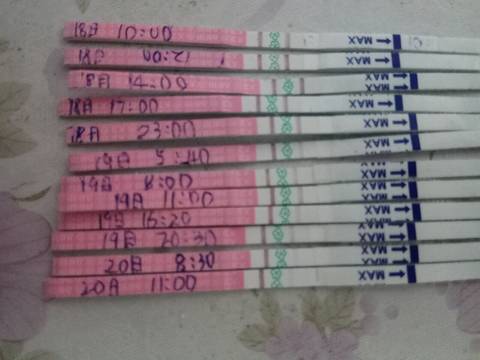 18日 10:00 MAX
18日 MAX
18日 14:00 MAX
18日 17:00 MAX
18日 23:00 MAX
19日 5:40 MAX
19日 8:00 MAX
19日 11:00 MAX
19日 16:20 MAX
19日 20:30 MAX
20日 8:30 MAX
20日 11:00 MAX